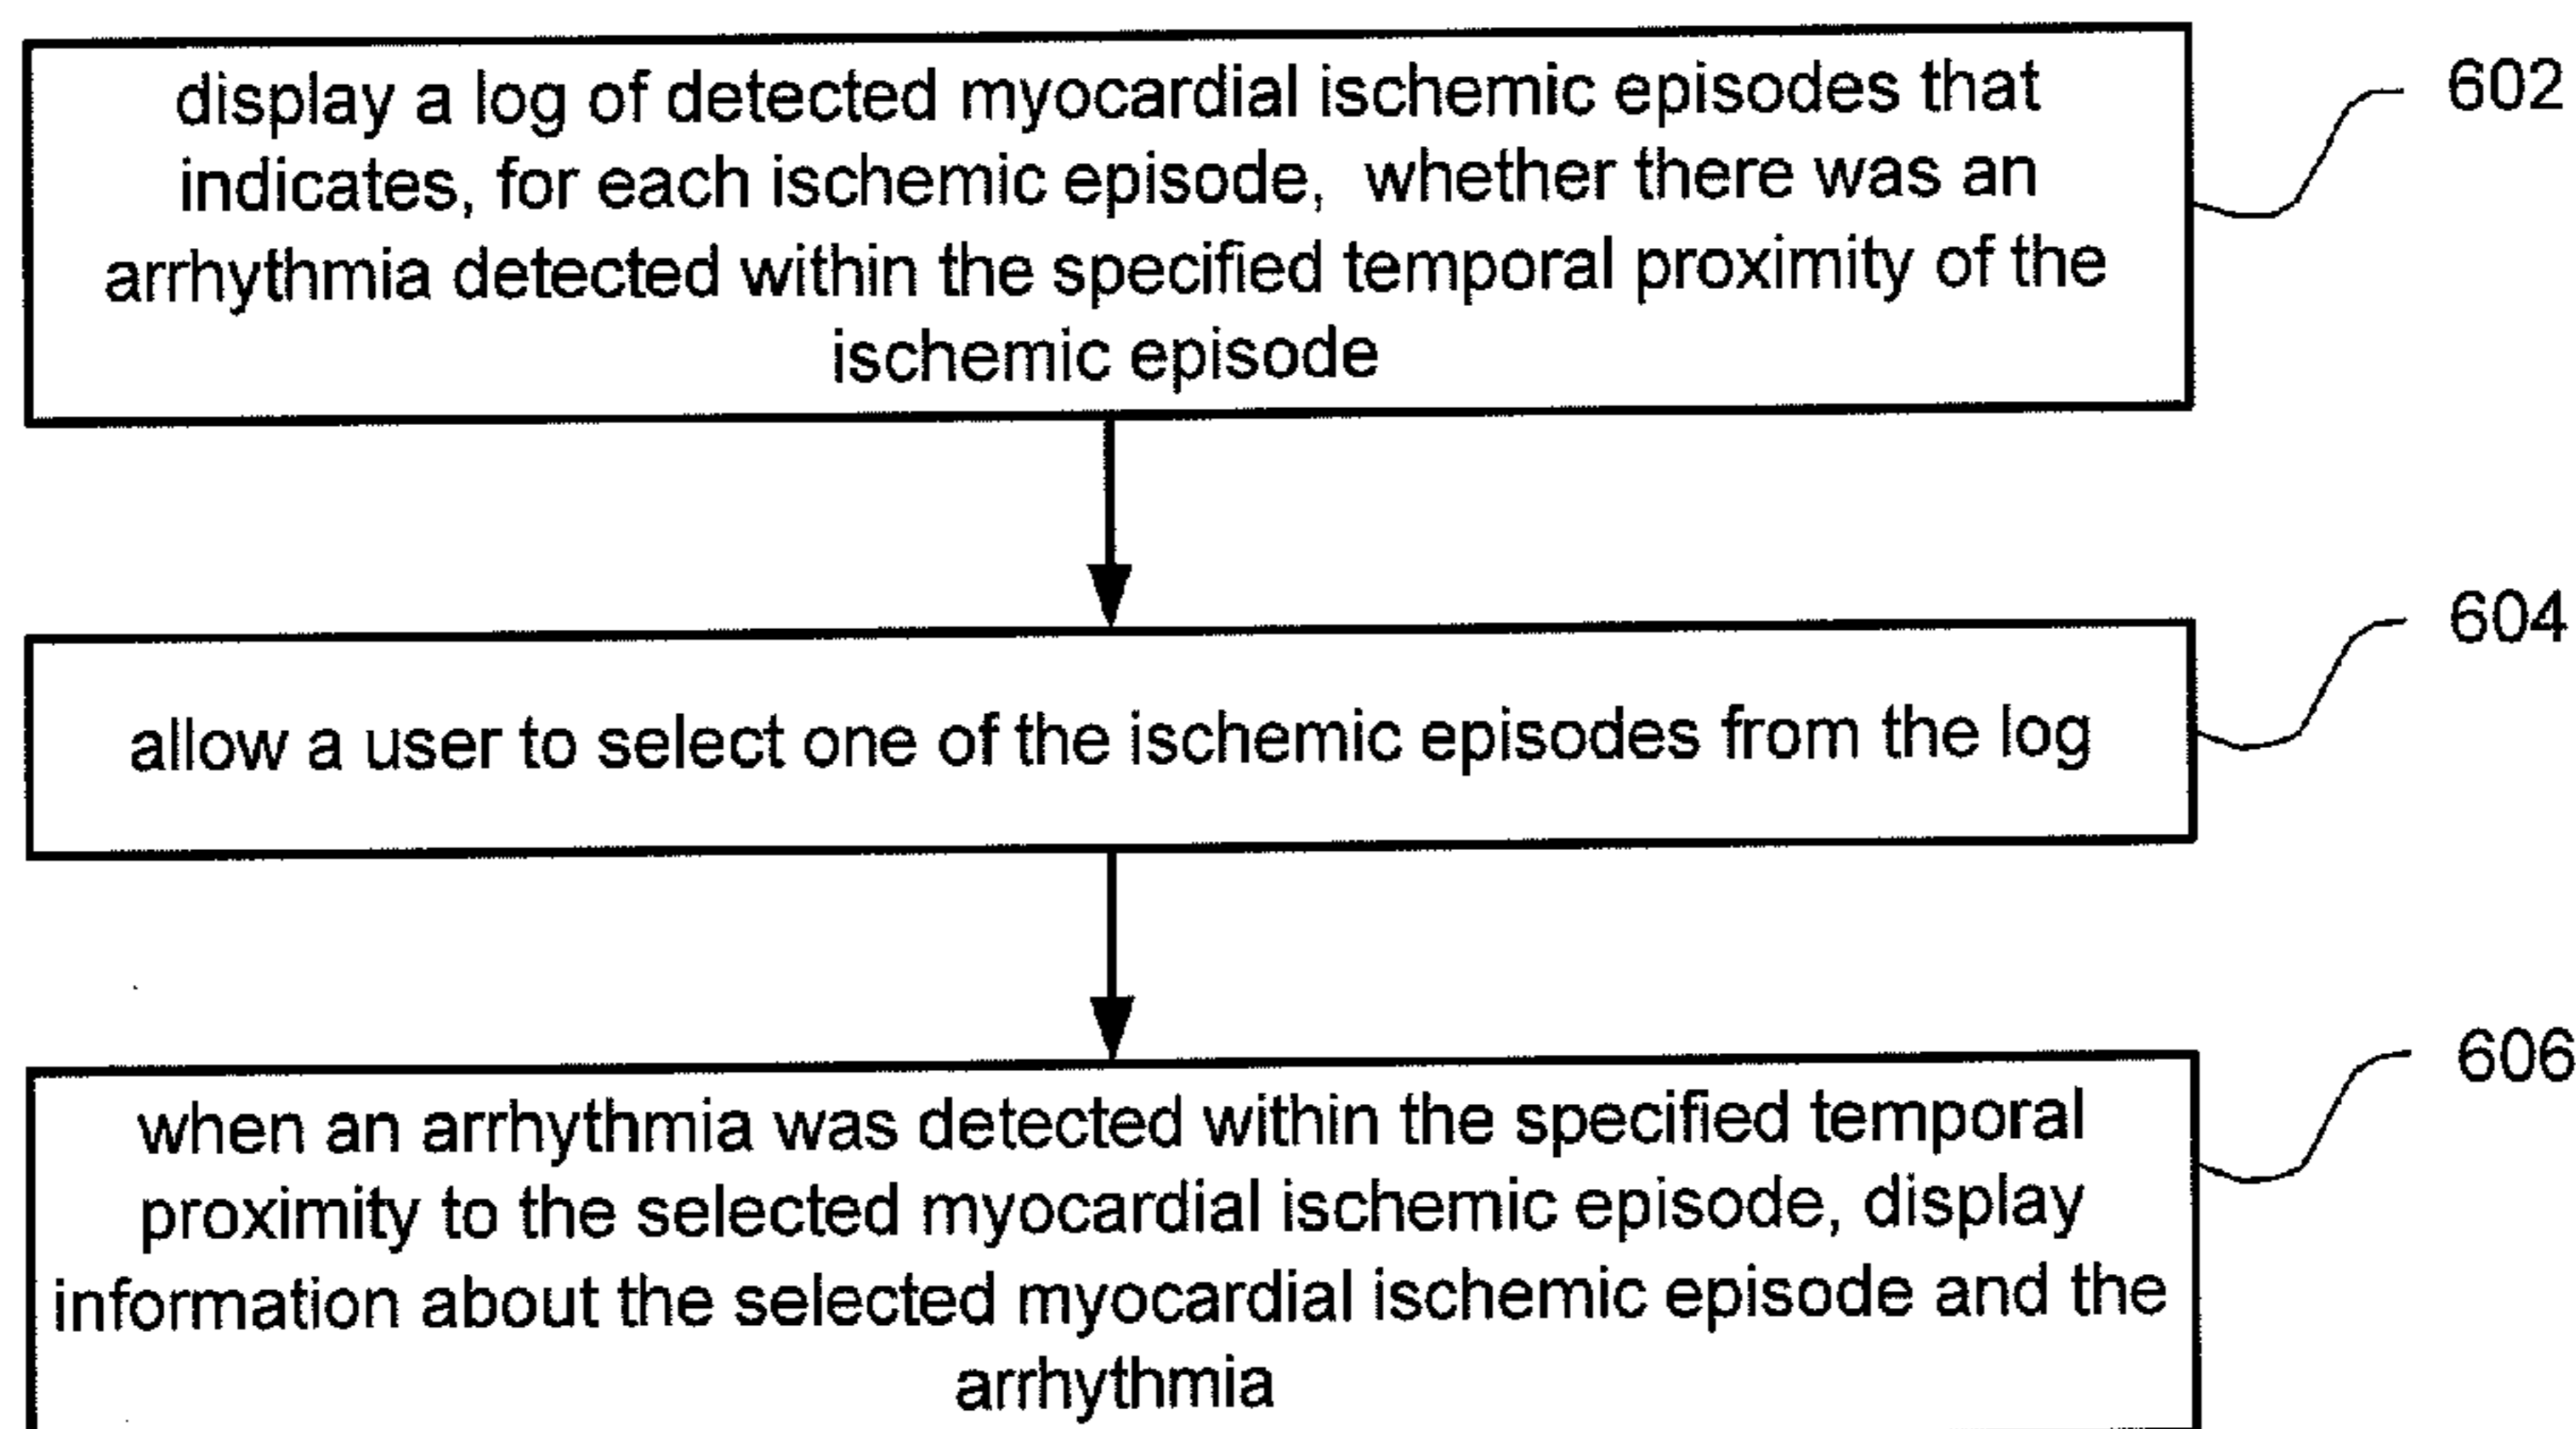 display a log of detected myocardial ischemic episodes that
indicates, for each ischemic episode, whether there was an
arrhythmia detected within the specified temporal proximity of the
ischemic episode
602
allow a user to select one of the ischemic episodes from the log
604
when an arrhythmia was detected within the specified temporal
proximity to the selected myocardial ischemic episode, display
information about the selected myocardial ischemic episode and the
arrhythmia
606